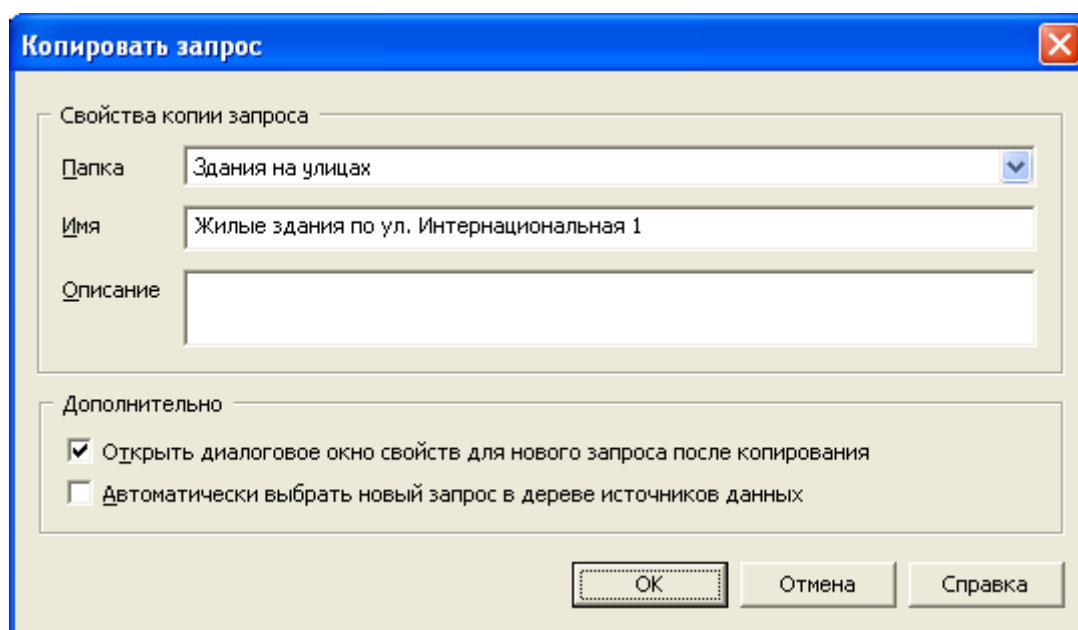 Копировать запрос
Свойства копии запроса
Папка Здания на улицах
Имя Жилые здания по ул. Интернациональная 1
Описание
Дополнительно
Открыть диалоговое окно свойств для нового запроса после копирования
Автоматически выбрать новый запрос в дереве источников данных
OK Отмена Справка